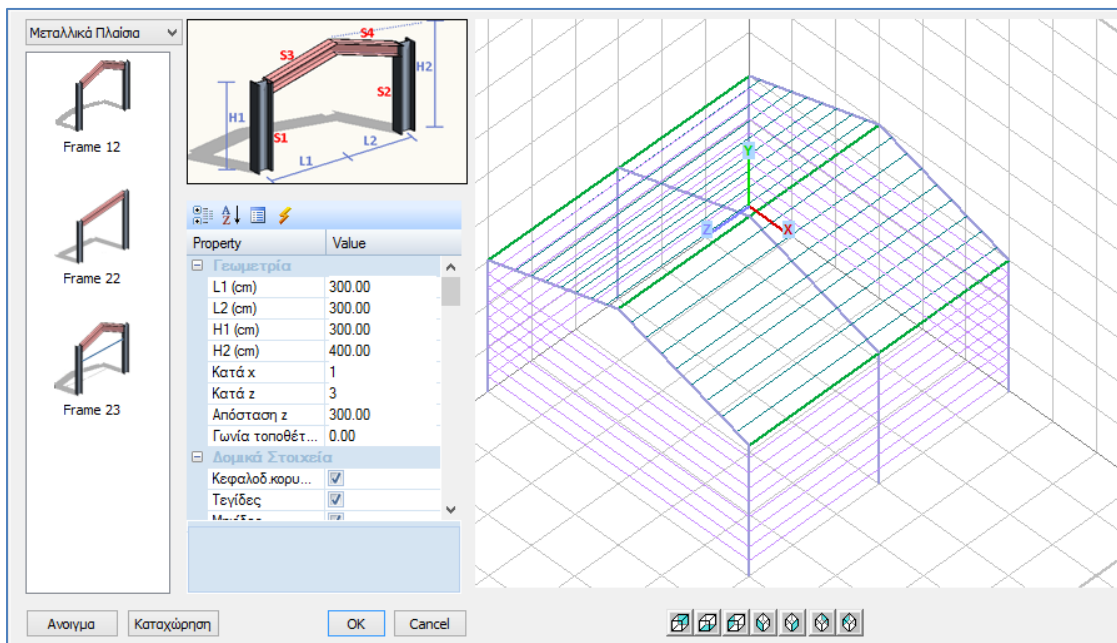 Μεταλλικά Πλαίσια
Frame 12
Frame 22
Frame 23
S4
S3
H2
S2
H1
S1
L2
L1
Property Value
Γεωμετρία
L1 (cm) 300.00
L2 (cm) 300.00
H1 (cm) 300.00
H2 (cm) 400.00
Κατά x 1
Κατά z 3
Απόσταση z 300.00
Γωνία τοποθέτ... 0.00
Δομικά Στοιχεία
Κεφαλοδ.κορυ...
Τεγίδες
Y
Z
X
Ανοιγμα Καταχώρηση OK Cancel